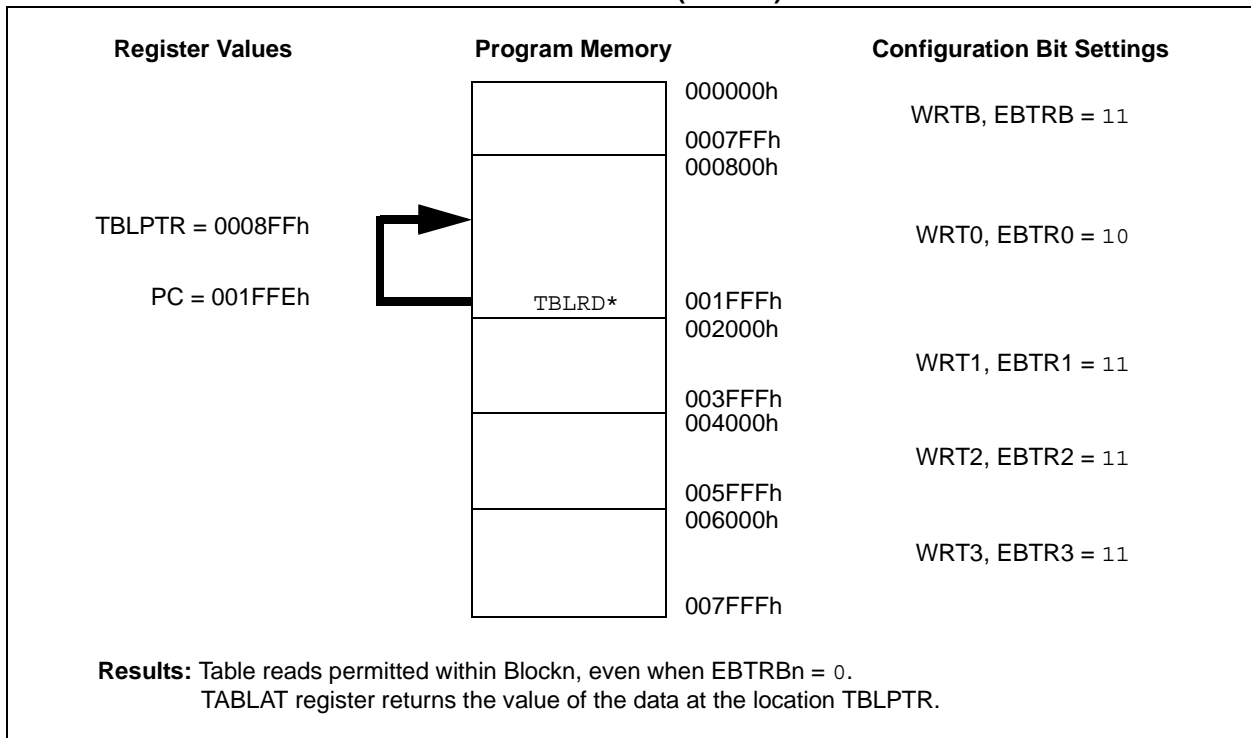 Register Values
Program Memory
Configuration Bit Settings
000000h
WRTB, EBTRB = 11
0007FFh
000800h
TBLPTR = 0008FFh
WRT0, EBTR0 = 10
PC = 001FFEh
TBLRD*
001FFFh
002000h
WRT1, EBTR1 = 11
003FFFh
004000h
WRT2, EBTR2 = 11
005FFFh
006000h
WRT3, EBTR3 = 11
007FFFh
Results: Table reads permitted within Blockn, even when EBTRBn = 0.
TABLAT register returns the value of the data at the location TBLPTR.